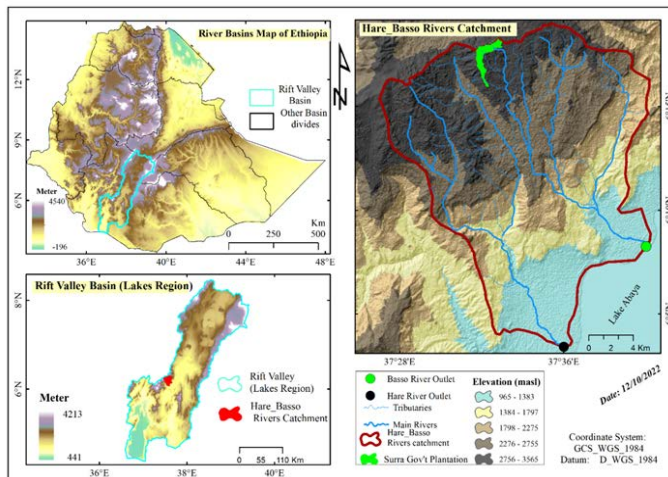 River Basins Map of Ethiopia
Rift Valley
Basin
Other Basin
divides
Meter
4540
-196
Km
0 250 500
12°N
9°N
6°N
36°E 40°E 44°E 48°E
N
Rift Valley Basin (Lakes Region)
8°N
6°N
Meter
4213
441
Rift Valley
(Lakes Region)
Hare_Basso
Rivers Catchment
0 55 110 Km
36°E 38°E 40°E
Hare_Basso Rivers Catchment
Lake Abaya
0 2 4 Km
37°28'E 37°36'E
Basso River Outlet
Hare River Outlet
Tributaries
Main Rivers
Hare_Basso
Rivers catchment
Surra Gov't Plantation
Elevation (masl)
965 - 1383
1384 - 1797
1798 - 2275
2276 - 2755
2756 - 3565
Date: 12/10/2022
Coordinate System:
GCS_WGS_1984
Datum: D_WGS_1984